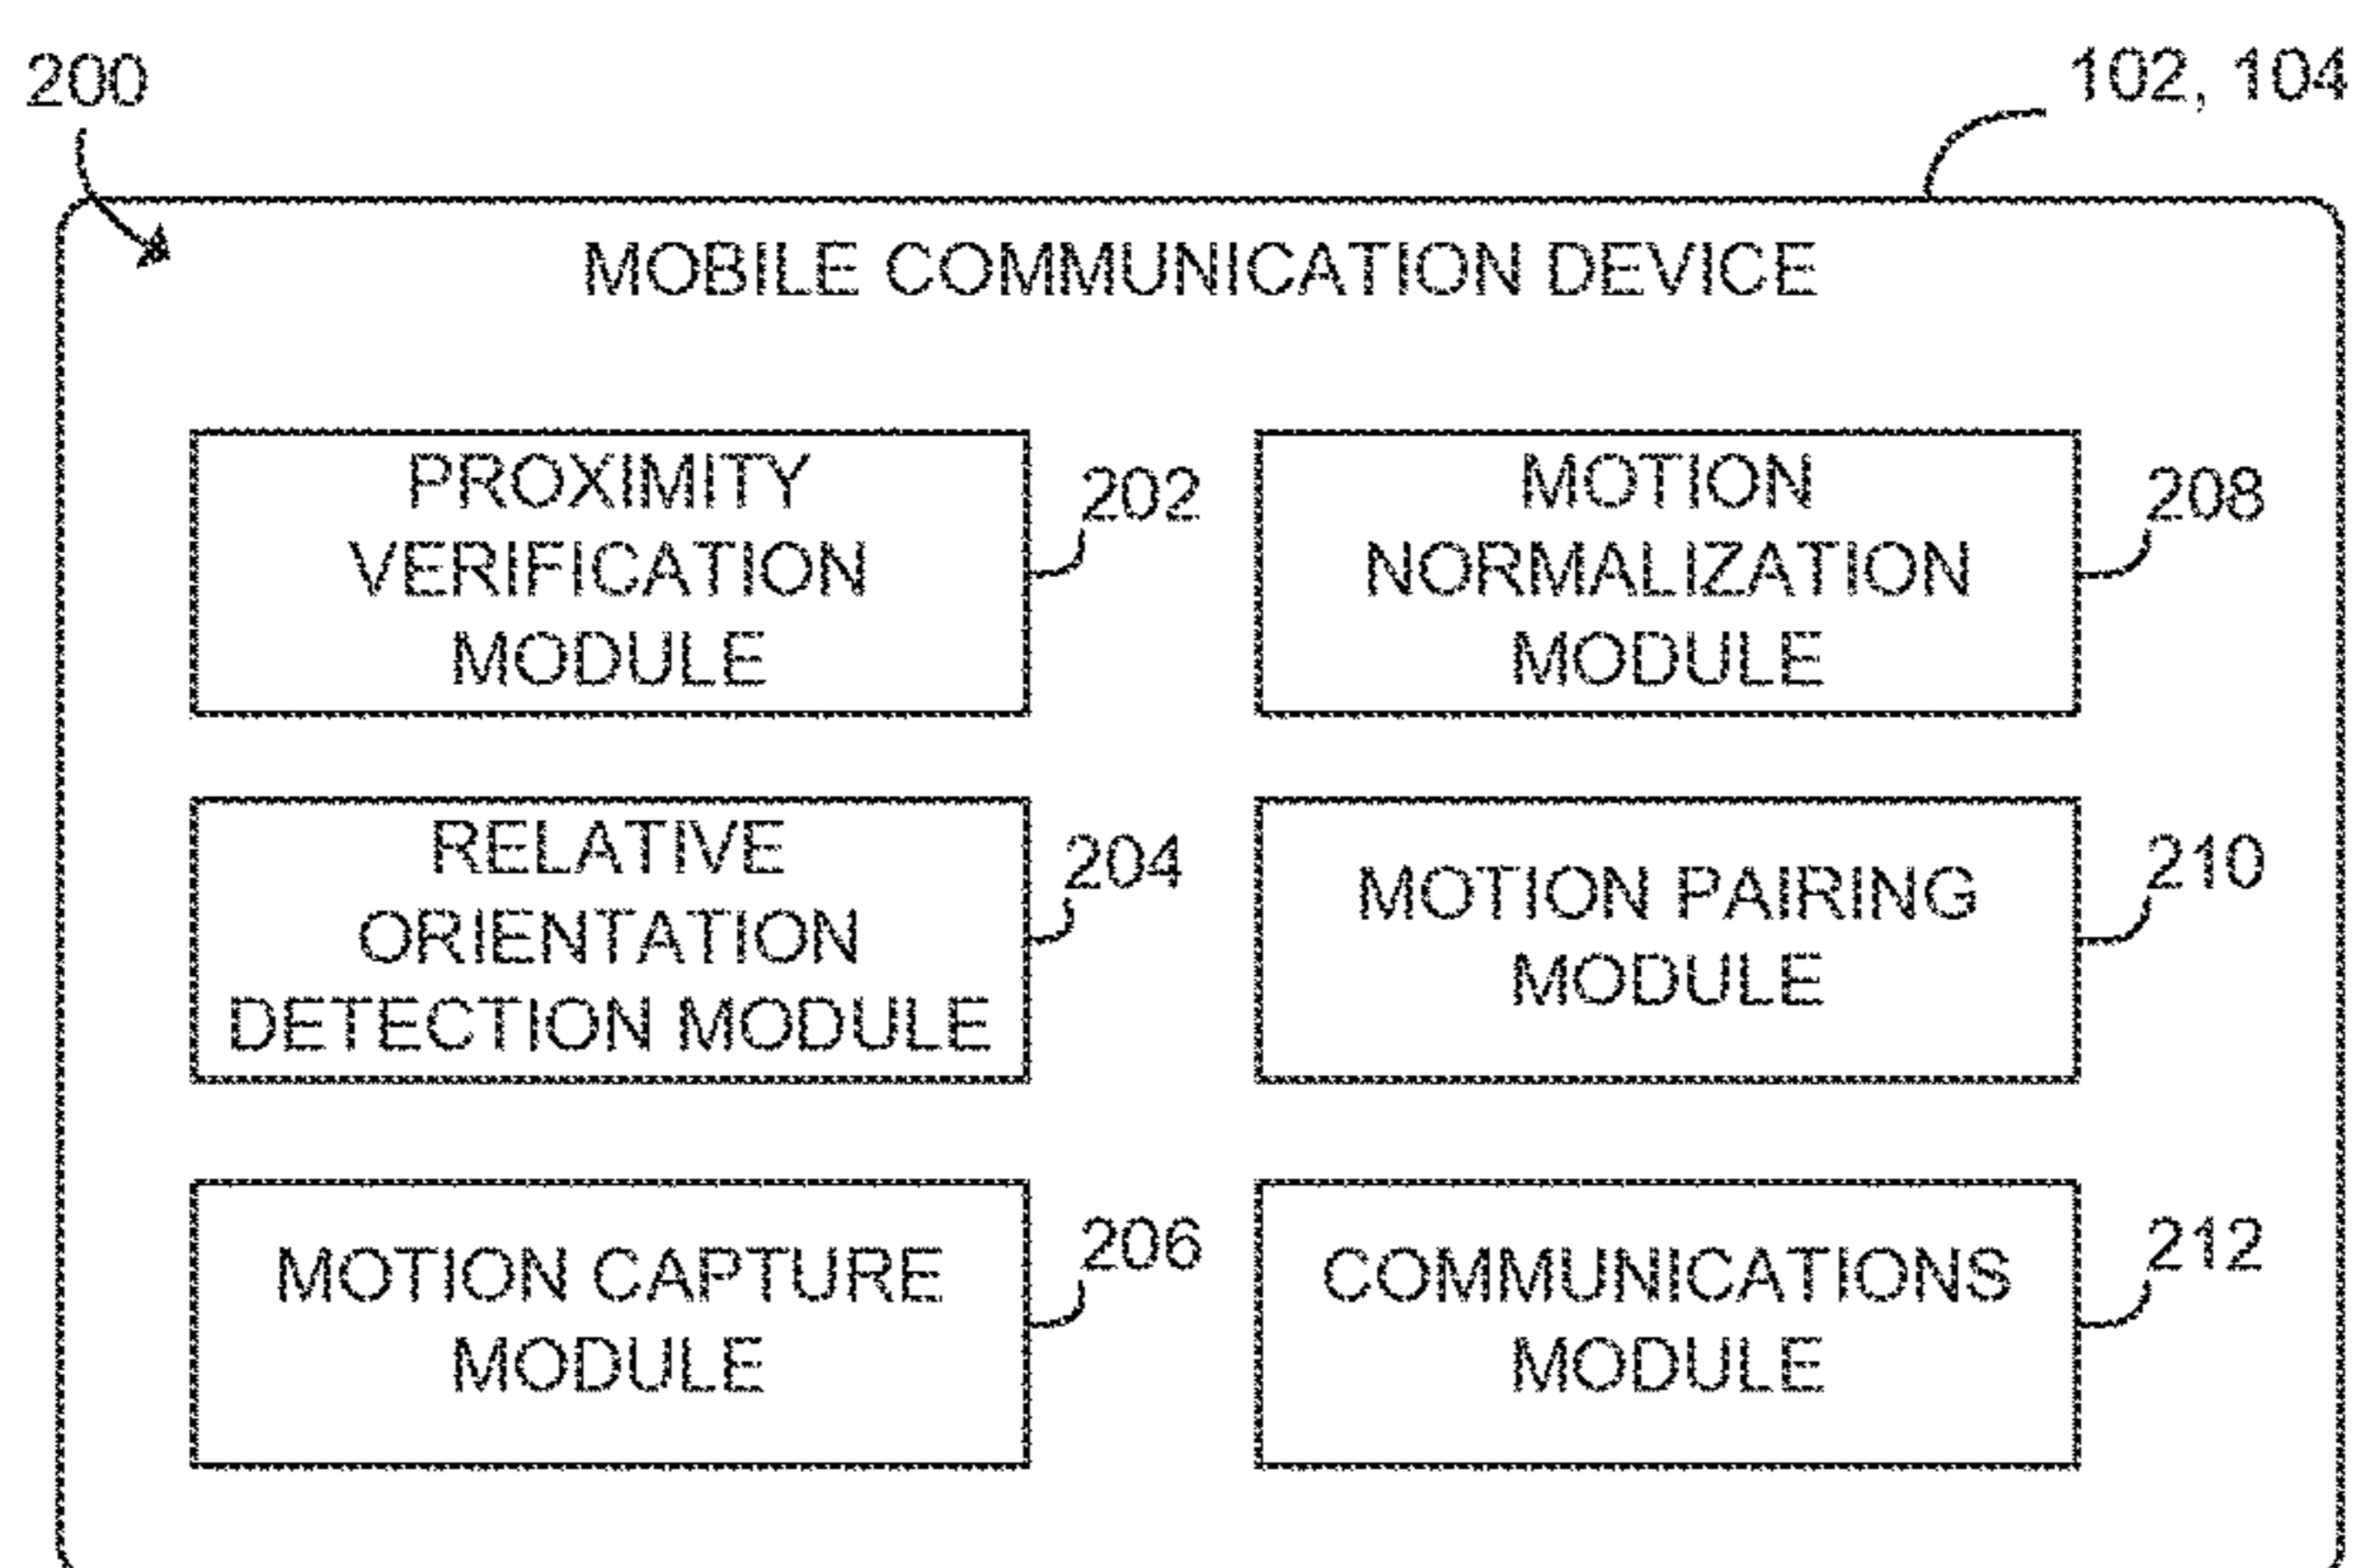 200
102, 104
MOBILE COMMUNICATION DEVICE
PROXIMITY
VERIFICATION
MODULE
202
MOTION
NORMALIZATION
MODULE
208
RELATIVE
ORIENTATION
DETECTION MODULE
204
MOTION PAIRING
MODULE
210
MOTION CAPTURE
MODULE
206
COMMUNICATIONS
MODULE
212